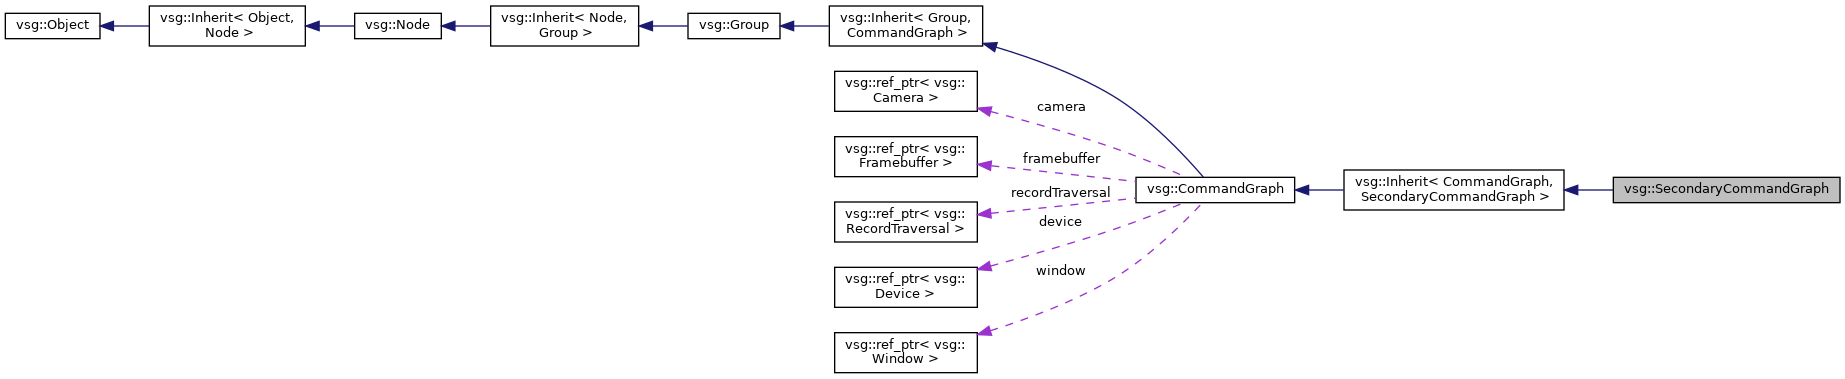 vsg::Object
vsg::Inherit< Object,
Node >
vsg::Node
vsg::Inherit< Node,
Group >
vsg::Group
vsg::Inherit< Group,
CommandGraph >
vsg::ref_ptr< vsg::
Camera >
camera
vsg::ref_ptr< vsg::
Framebuffer >
framebuffer
vsg::ref_ptr< vsg::
RecordTraversal >
recordTraversal
vsg::ref_ptr< vsg::
Device >
device
vsg::ref_ptr< vsg::
Window >
window
vsg::CommandGraph
vsg::Inherit< CommandGraph,
SecondaryCommandGraph >
vsg::SecondaryCommandGraph